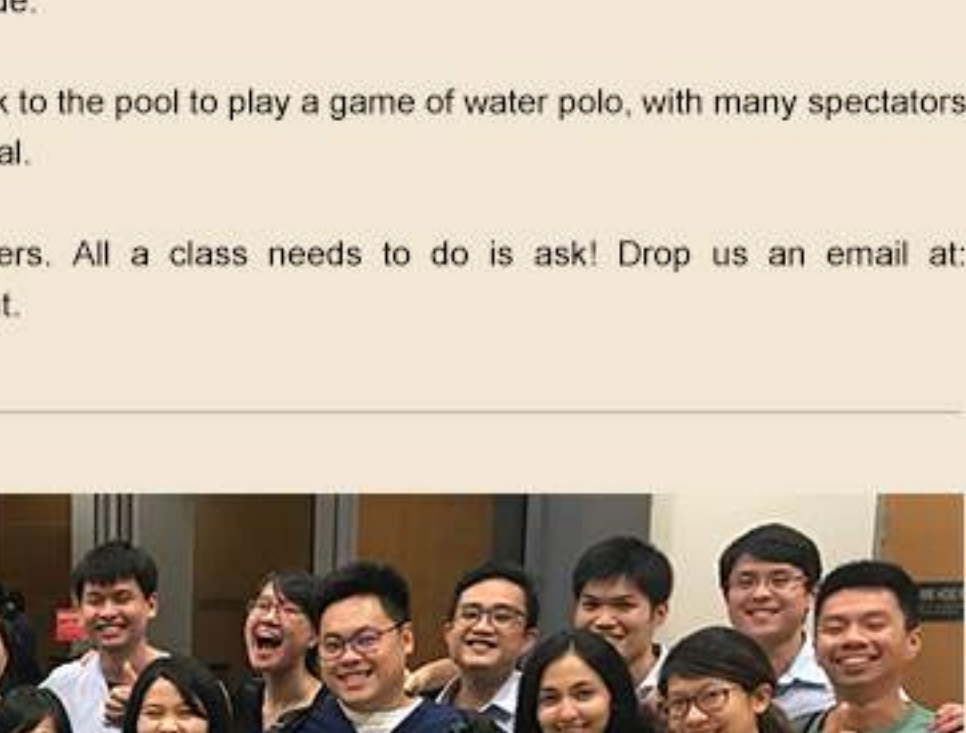 de.
k to the pool to play a game of water polo, with many spectators
al.
ers. All a class needs to do is ask! Drop us an email at:
t.